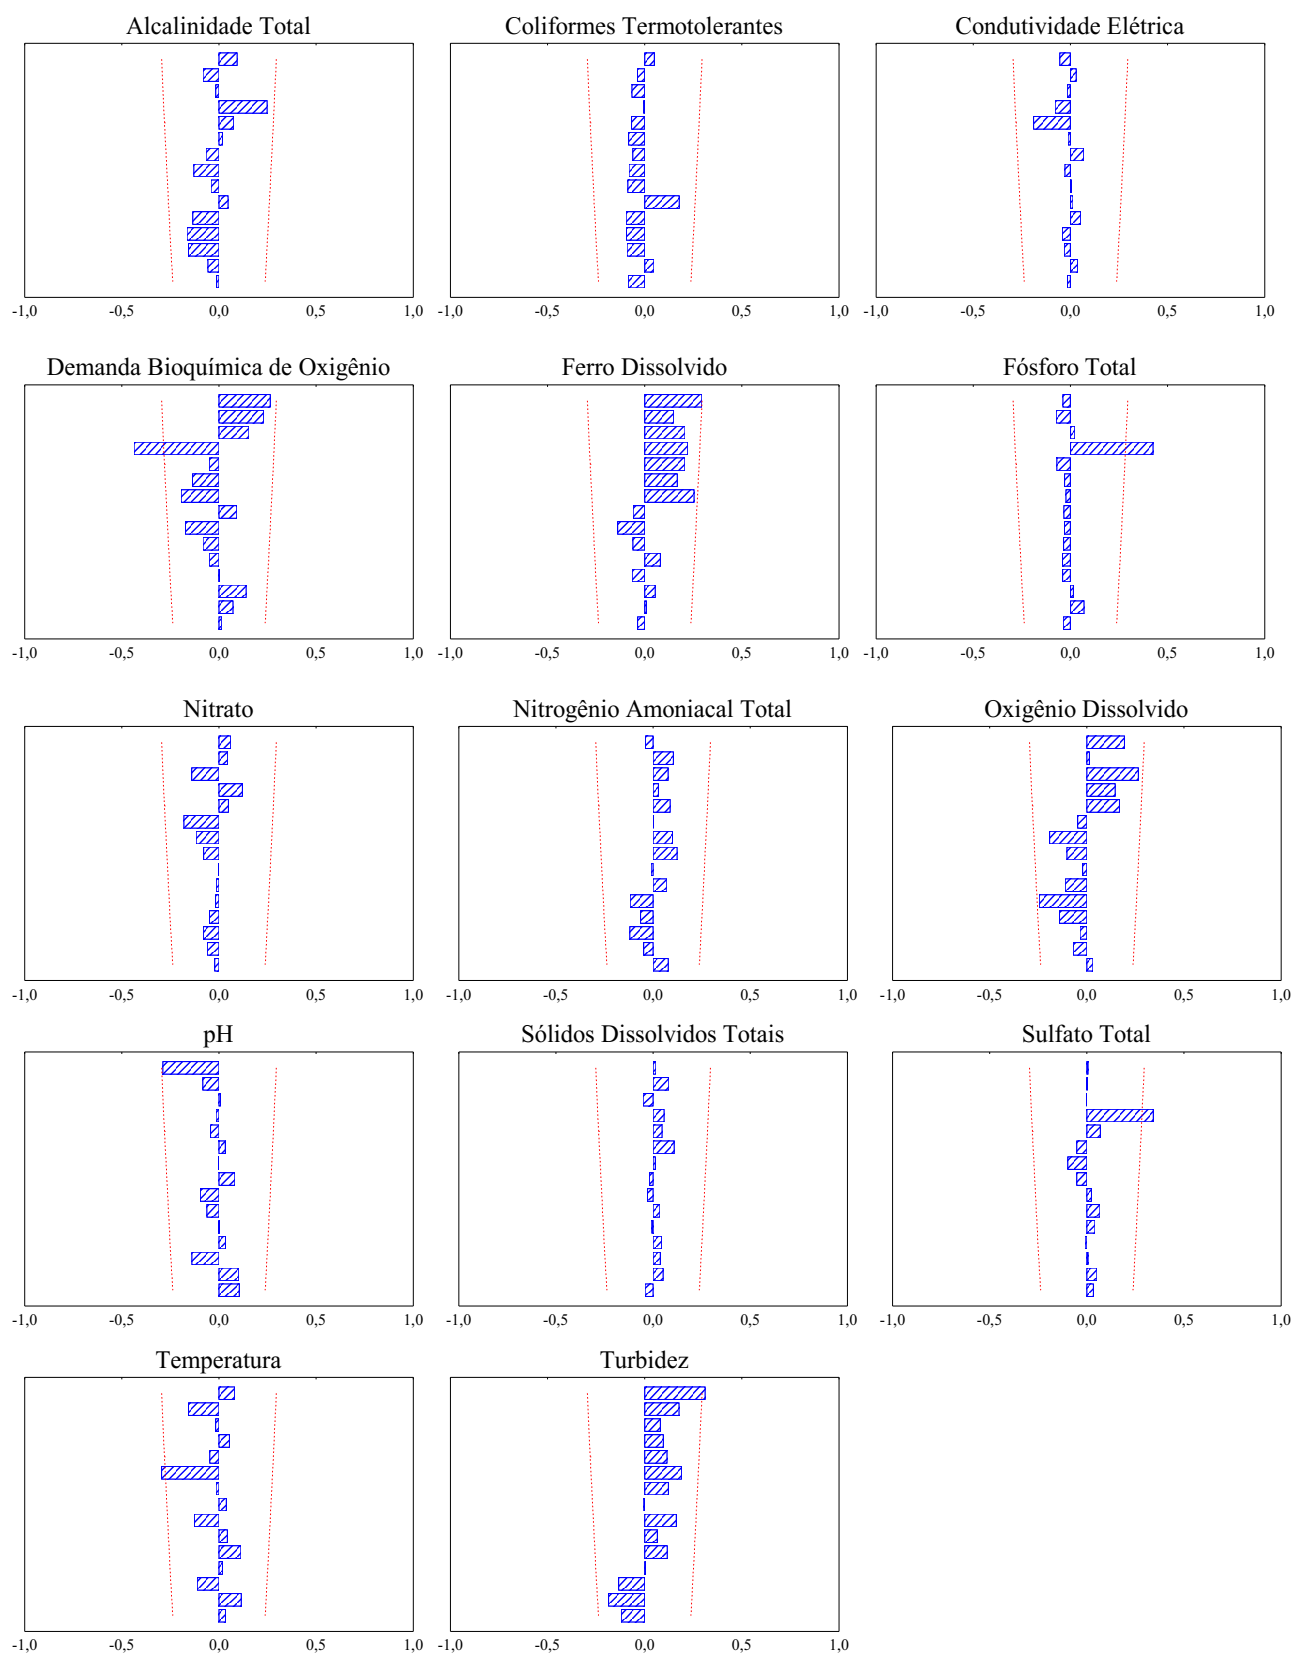 Alcalinidade Total
Coliformes Termotolerantes
Condutividade Elétrica
-1,0 -0,5 0,0 0,5 1,0
-1,0 -0,5 0,0 0,5 1,0
-1,0 -0,5 0,0 0,5 1,0
Demanda Bioquímica de Oxigênio
Ferro Dissolvido
Fósforo Total
-1,0 -0,5 0,0 0,5 1,0
-1,0 -0,5 0,0 0,5 1,0
-1,0 -0,5 0,0 0,5 1,0
Nitrato
Nitrogênio Amoniacal Total
Oxigênio Dissolvido
-1,0 -0,5 0,0 0,5 1,0
-1,0 -0,5 0,0 0,5 1,0
-1,0 -0,5 0,0 0,5 1,0
pH
Sólidos Dissolvidos Totais
Sulfato Total
-1,0 -0,5 0,0 0,5 1,0
-1,0 -0,5 0,0 0,5 1,0
-1,0 -0,5 0,0 0,5 1,0
Temperatura
Turbidez
-1,0 -0,5 0,0 0,5 1,0
-1,0 -0,5 0,0 0,5 1,0